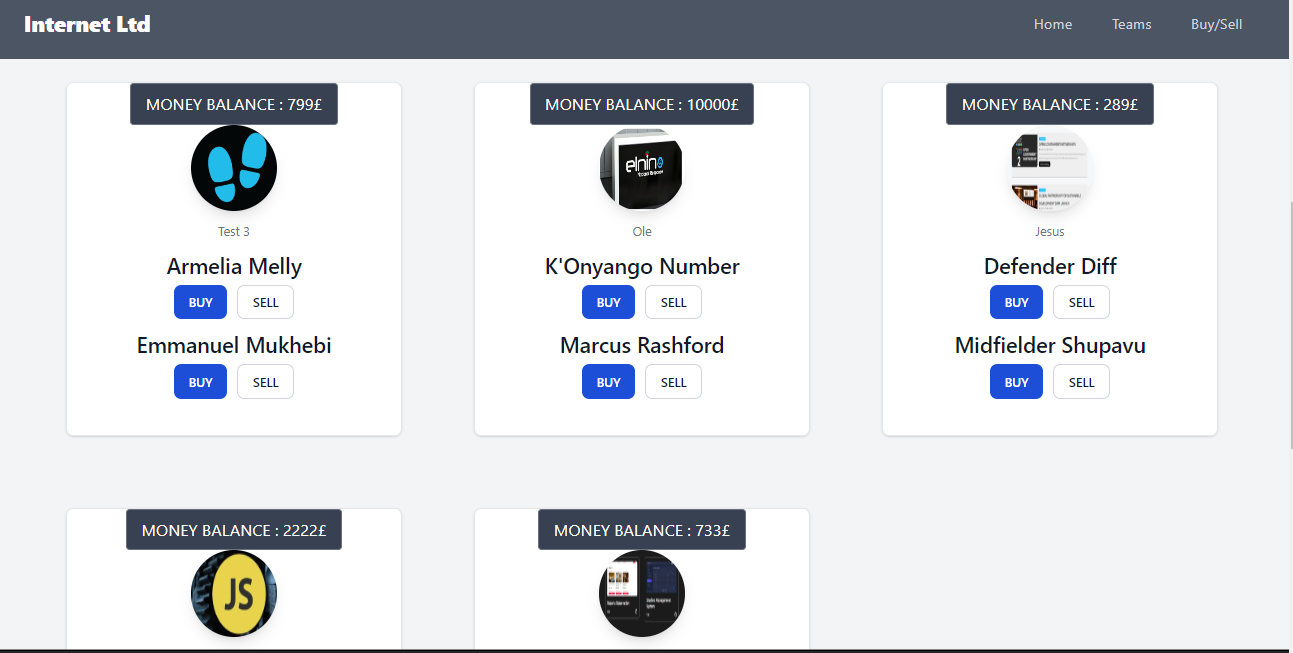 Internet Ltd
Home Teams Buy/Sell
MONEY BALANCE : 799£
Test 3
Armelia Melly
BUY SELL
Emmanuel Mukhebi
BUY SELL
MONEY BALANCE : 10000£
elnino
Ole
K'Onyango Number
BUY SELL
Marcus Rashford
BUY SELL
MONEY BALANCE : 289£
2
Jesus
Defender Diff
BUY SELL
Midfielder Shupavu
BUY SELL
MONEY BALANCE : 2222£
JS
MONEY BALANCE : 733£